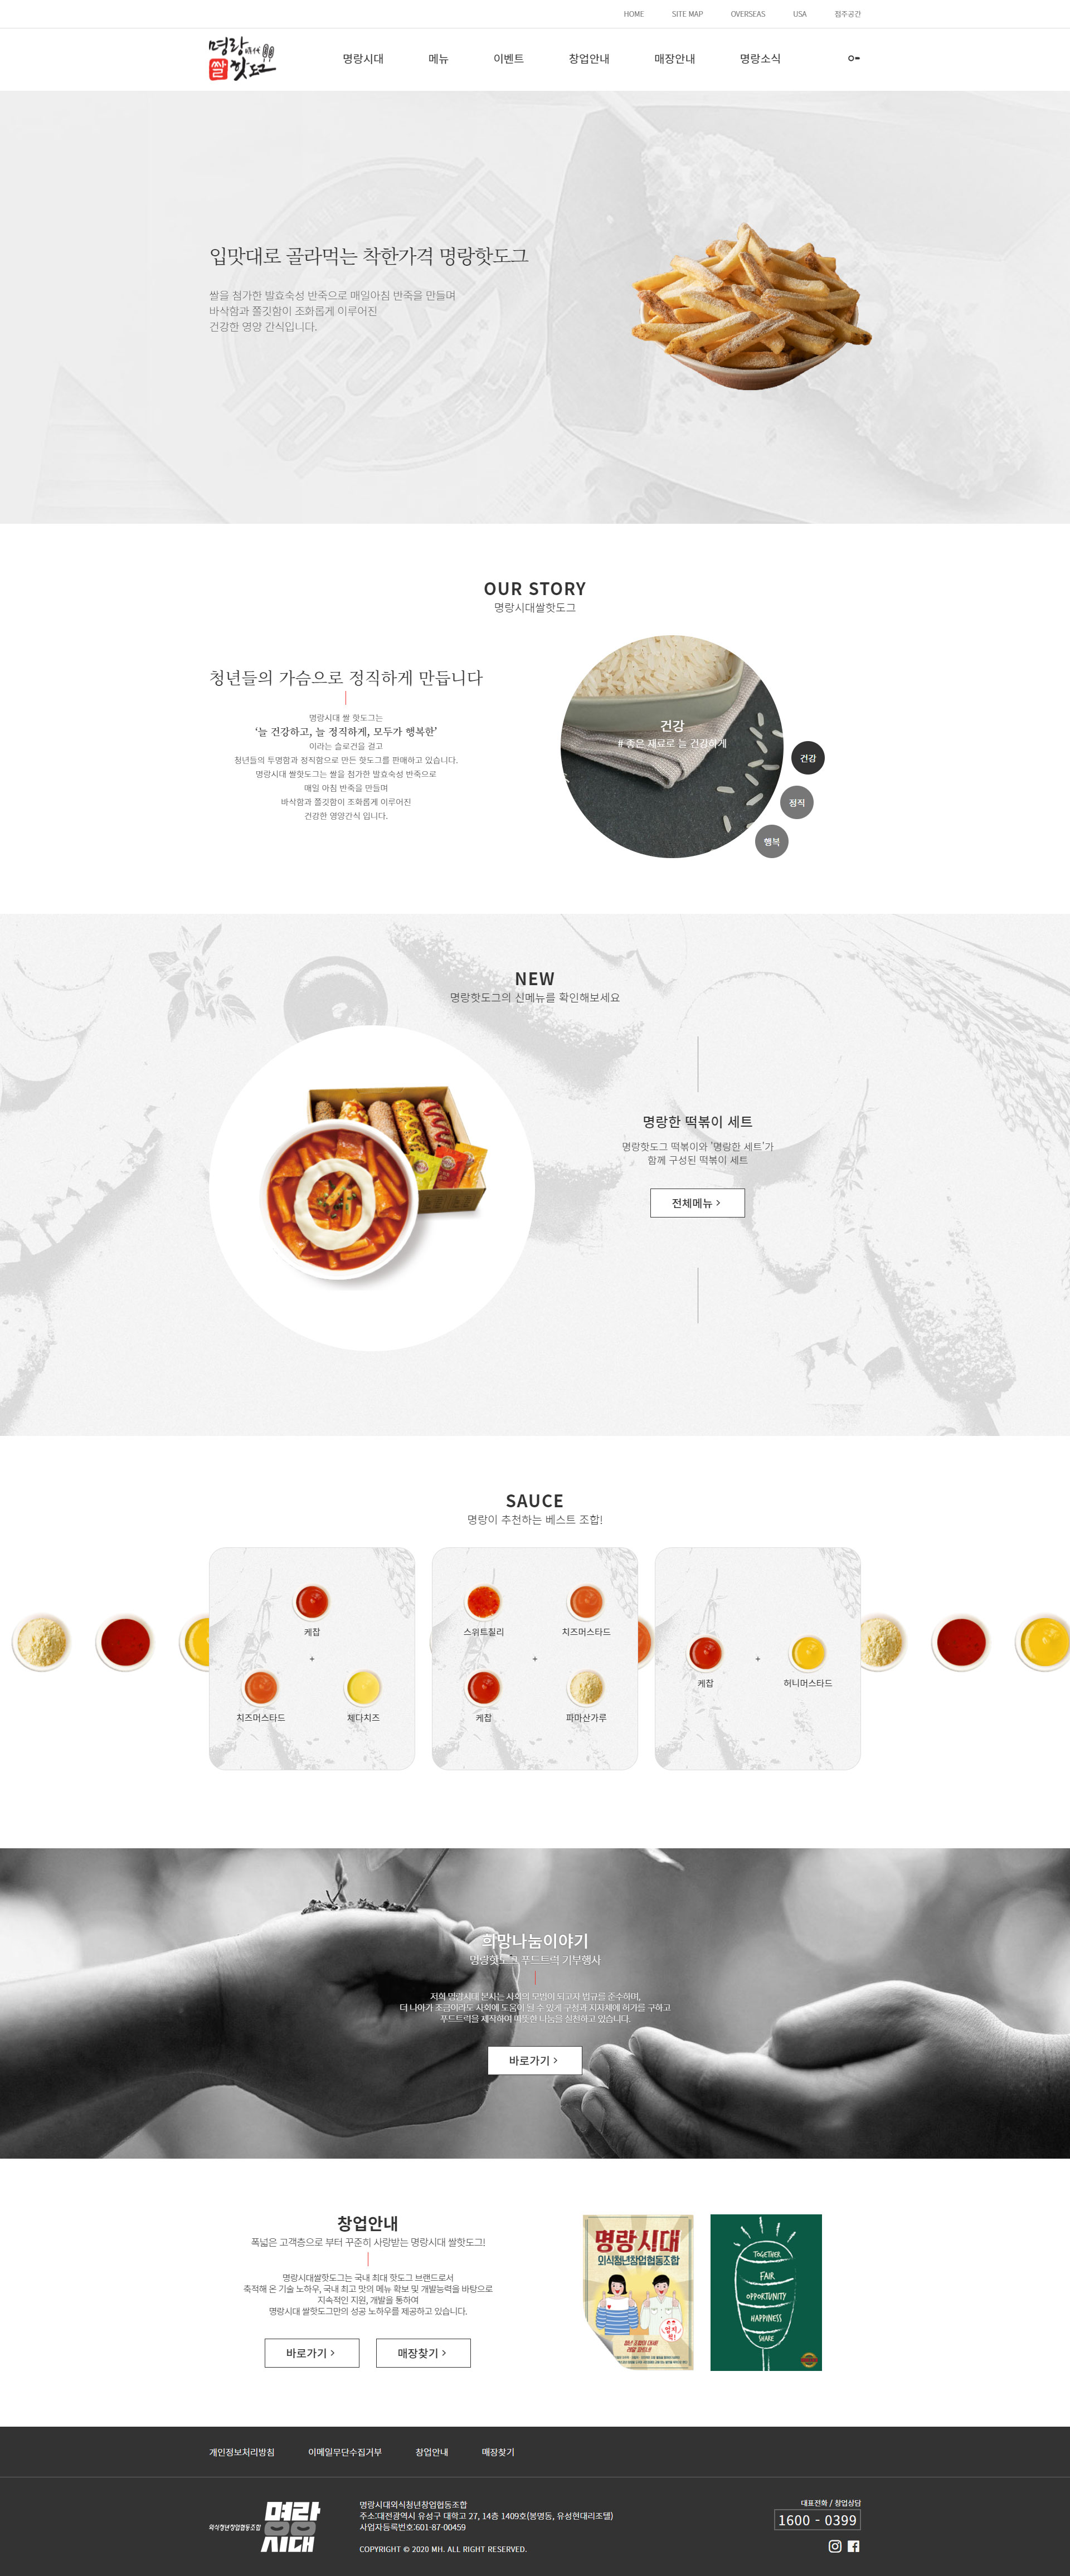 HOME SITE MAP OVERSEAS USA 점주공간
명랑時代
쌀핫도그
명랑시대 메뉴 이벤트 창업안내 매장안내 명랑소식
입맛대로 골라먹는 착한가격 명랑핫도그
쌀을 첨가한 발효숙성 반죽으로 매일아침 반죽을 만들며
바삭함과 쫄깃함이 조화롭게 이루어진
건강한 영양 간식입니다.
OUR STORY
명랑시대쌀핫도그
청년들의 가슴으로 정직하게 만듭니다
명랑시대 쌀 핫도그는
‘늘 건강하고, 늘 정직하게, 모두가 행복한’
이라는 슬로건을 걸고
청년들의 투명함과 정직함으로 만든 핫도그를 판매하고 있습니다.
명랑시대 쌀핫도그는 쌀을 첨가한 발효숙성 반죽으로
매일 아침 반죽을 만들며
바삭함과 쫄깃함이 조화롭게 이루어진
건강한 영양간식 입니다.
건강
# 좋은 재료로 늘 건강하게
건강
정직
행복
NEW
명랑핫도그의 신메뉴를 확인해보세요
명랑한 떡볶이 세트
명랑핫도그 떡볶이와 '명랑한 세트'가
함께 구성된 떡볶이 세트
전체메뉴 >
SAUCE
명랑이 추천하는 베스트 조합!
케찹
+
치즈머스타드 체다치즈
스위트칠리 치즈머스타드
+
케찹 파마산가루
케찹 + 허니머스타드
희망나눔이야기
명랑핫도그 푸드트럭 기부행사
저희 명랑시대 본사는 사회의 모범이 되고자 법규를 준수하며,
더 나아가 조금이라도 사회에 도움이 될 수 있게 구청과 지자체에 허가를 구하고
푸드트럭을 제작하여 따뜻한 나눔을 실천하고 있습니다.
바로가기 >
창업안내
폭넓은 고객층으로 부터 꾸준히 사랑받는 명랑시대 쌀핫도그!
명랑시대쌀핫도그는 국내 최대 핫도그 브랜드로서
축적해 온 기술 노하우, 국내 최고 맛의 메뉴 확보 및 개발능력을 바탕으로
지속적인 지원, 개발을 통하여
명랑시대 쌀핫도그만의 성공 노하우를 제공하고 있습니다.
바로가기 > 매장찾기 >
명랑시대
외식청년창업협동조합
TOGETHER
FAIR
OPPORTUNITY
HAPPINESS
SHARE
개인정보처리방침 이메일무단수집거부 창업안내 매장찾기
외식청년창업협동조합 명랑시대
명랑시대외식청년창업협동조합
주소:대전광역시 유성구 대학로 27, 14층 1409호(봉명동, 유성현대리조텔)
사업자등록번호:601-87-00459
COPYRIGHT © 2020 MH. ALL RIGHT RESERVED.
대표전화 / 창업상담
1600 - 0399